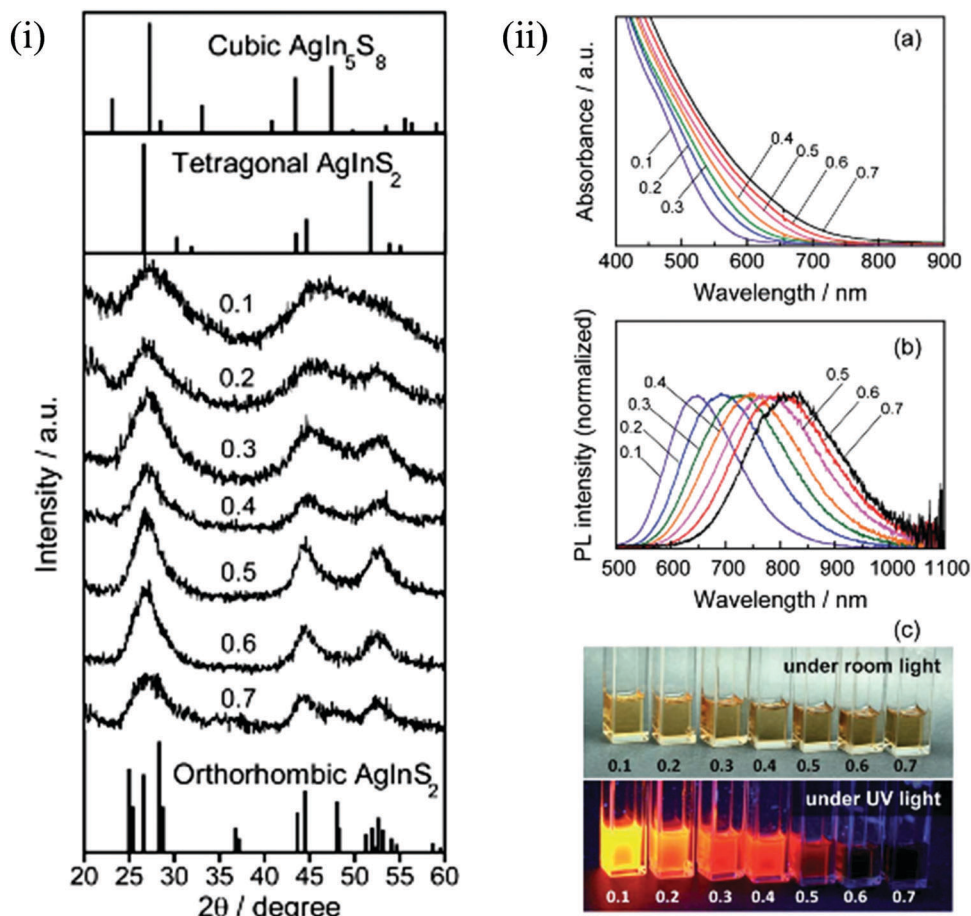 (i)
Cubic AgIn5S8
Tetragonal AgInS2
0.1
0.2
0.3
0.4
0.5
0.6
0.7
Orthorhombic AgInS2
Intensity / a.u.
20 25 30 35 40 45 50 55 60
2θ / degree
(ii)
(a)
Absorbance / a.u.
0.1
0.2
0.3
0.4
0.5
0.6
0.7
400 500 600 700 800 900
Wavelength / nm
(b)
PL intensity (normalized)
0.4
0.3
0.2
0.1
0.5
0.6
0.7
500 600 700 800 900 1000 1100
Wavelength / nm
(c)
under room light
0.1 0.2 0.3 0.4 0.5 0.6 0.7
under UV light
0.1 0.2 0.3 0.4 0.5 0.6 0.7